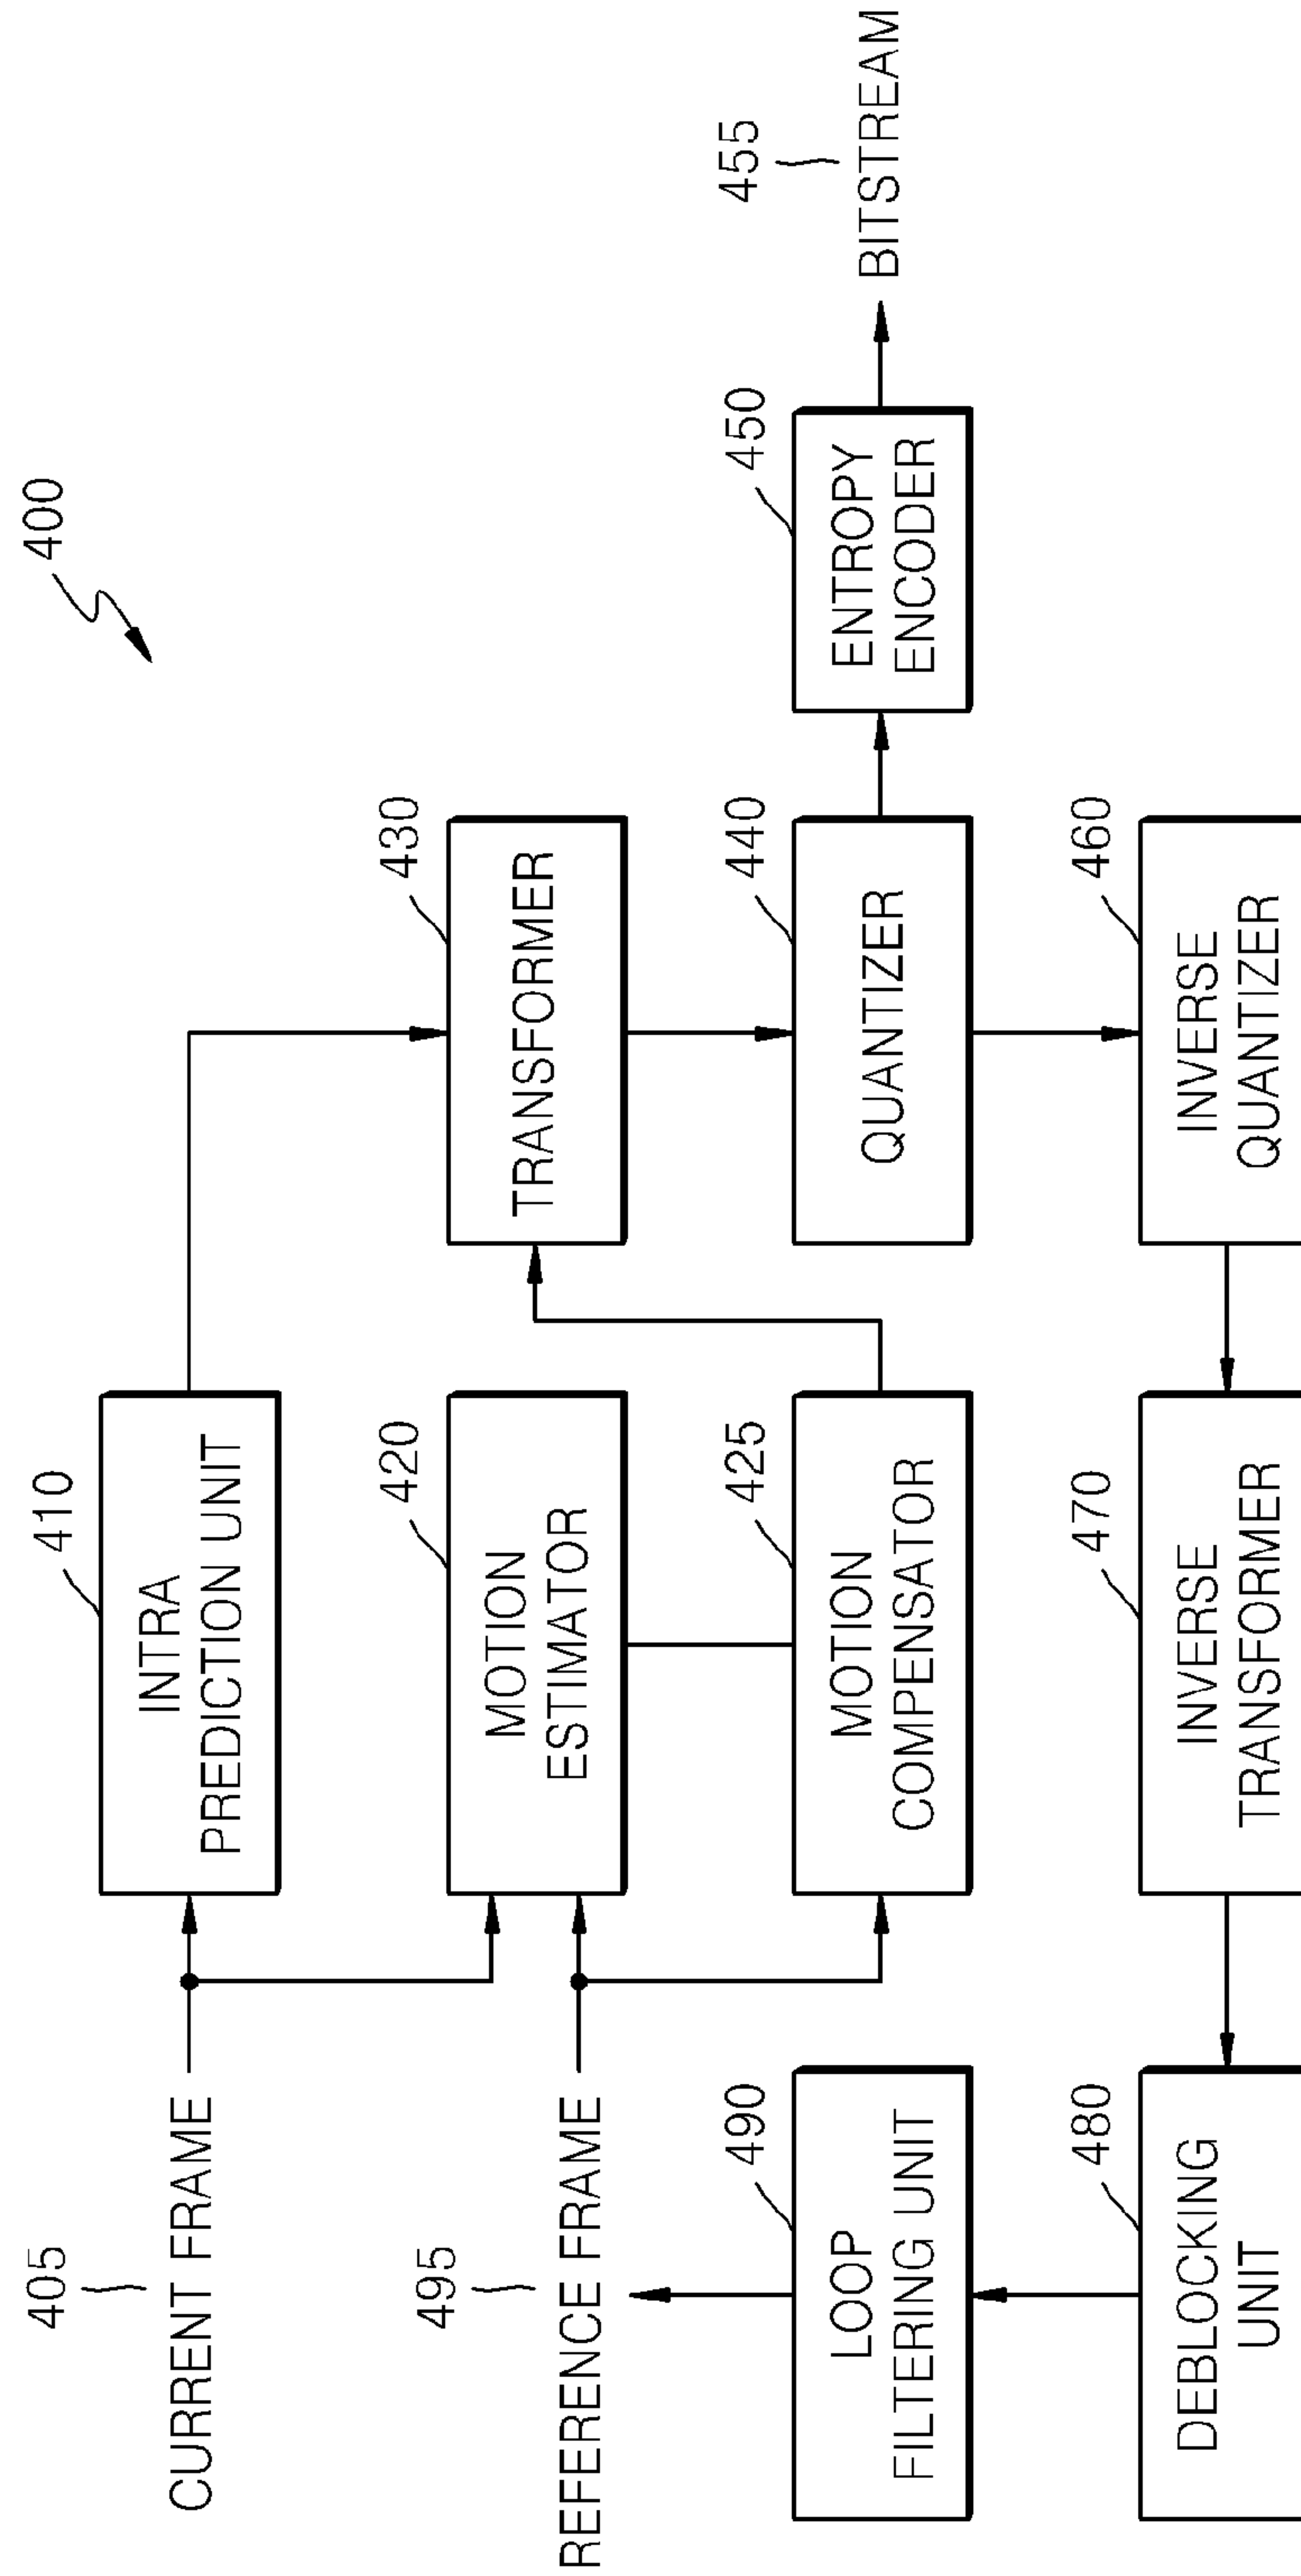 400
405
CURRENT FRAME
410
INTRA
PREDICTION UNIT
495
REFERENCE FRAME
420
MOTION
ESTIMATOR
430
TRANSFORMER
490
LOOP
FILTERING UNIT
425
MOTION
COMPENSATOR
440
QUANTIZER
450
ENTROPY
ENCODER
455
BITSTREAM
480
DEBLOCKING
UNIT
470
INVERSE
TRANSFORMER
460
INVERSE
QUANTIZER